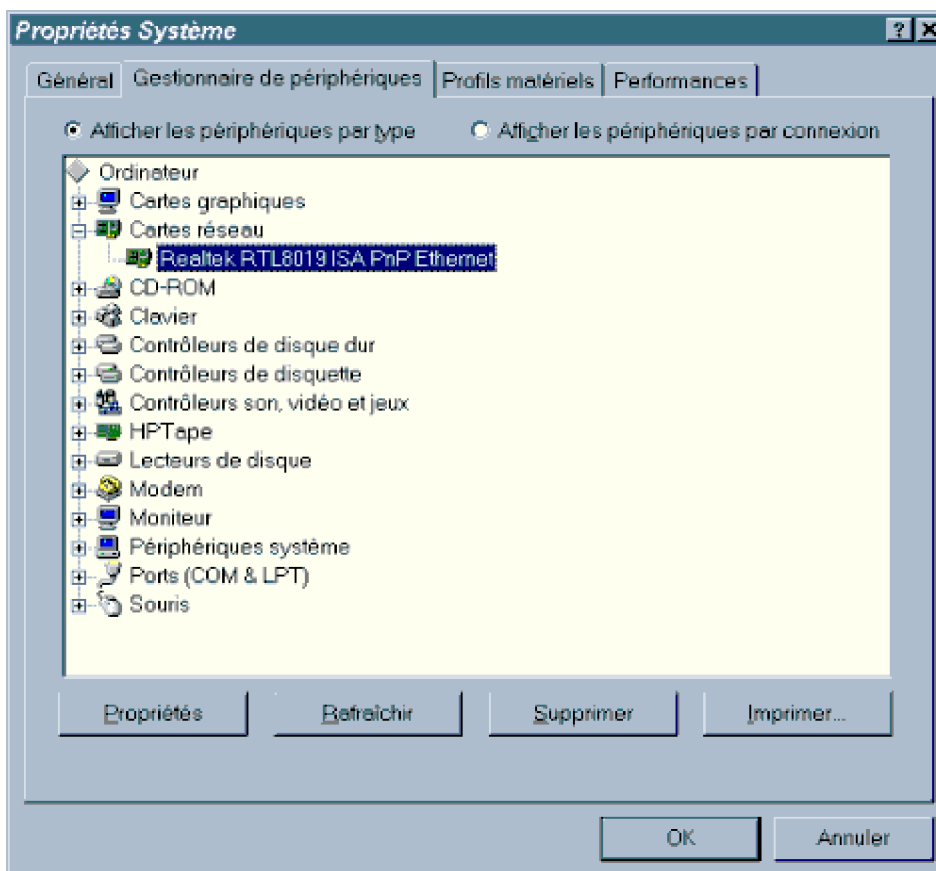 Propriétés Système
Général Gestionnaire de périphériques Profils matériels Performances
Afficher les périphériques par type Afficher les périphériques par connexion
Ordinateur
Cartes graphiques
Cartes réseau
Realtek RTL8019 ISA PnP Ethernet
CD-ROM
Clavier
Contrôleurs de disque dur
Contrôleurs de disquette
Contrôleurs son, vidéo et jeux
HPTape
Lecteurs de disque
Modem
Moniteur
Périphériques système
Ports (COM & LPT)
Souris
Propriétés Rafraîchir Supprimer Imprimer...
OK Annuler